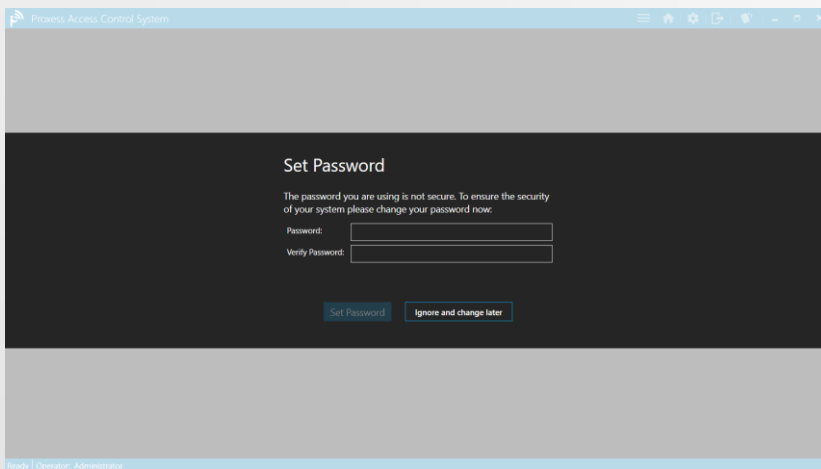 Proxess Access Control System
Set Password
The password you are using is not secure. To ensure the security
of your system please change your password now:
Password:
Verify Password:
Set Password Ignore and change later
Ready Operator: Administrator